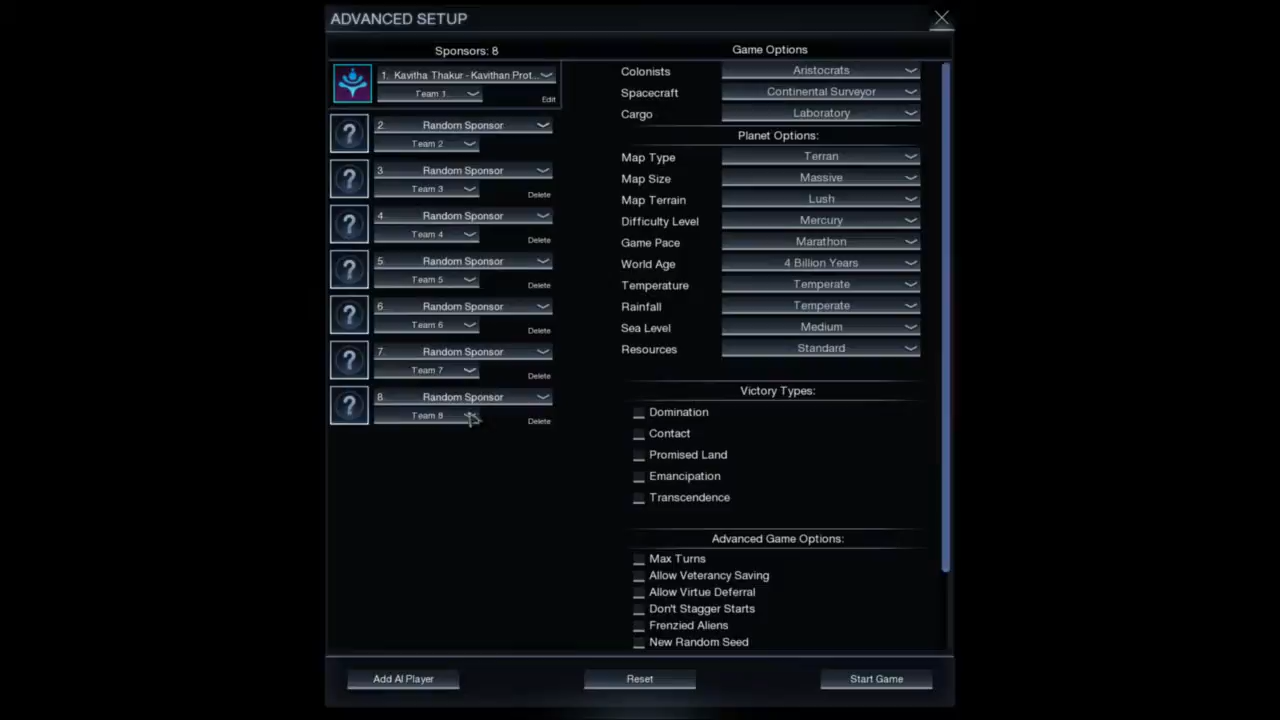 ADVANCED SETUP
Sponsors: 8
1. Kavitha Thakur - Kavithan Prot...
Team 1
Edit
2. Random Sponsor
Team 2
3 Random Sponsor
Team 3
Delete
4. Random Sponsor
Team 4
Delete
5. Random Sponsor
Team 5
Delete
6 Random Sponsor
Team 6
Delete
7. Random Sponsor
Team 7
Delete
8. Random Sponsor
Team 8
Delete
Game Options
Colonists Aristocrats
Spacecraft Continental Surveyor
Cargo Laboratory
Planet Options:
Map Type Terran
Map Size Massive
Map Terrain Lush
Difficulty Level Mercury
Game Pace Marathon
World Age 4 Billion Years
Temperature Temperate
Rainfall Temperate
Sea Level Medium
Resources Standard
Victory Types:
Domination
Contact
Promised Land
Emancipation
Transcendence
Advanced Game Options:
Max Turns
Allow Veterancy Saving
Allow Virtue Deferral
Don't Stagger Starts
Frenzied Aliens
New Random Seed
Add AI Player
Reset
Start Game